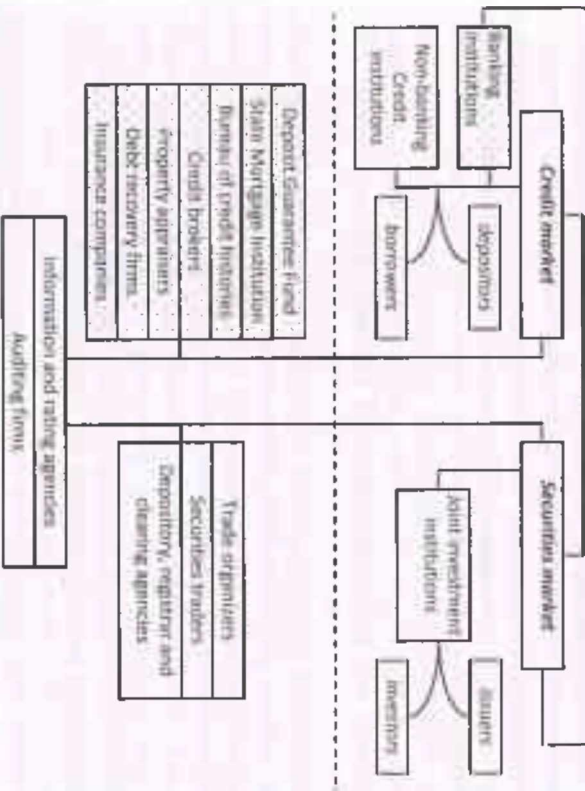 Credit market
Securities market
Banking
institutions
Non-banking
Credit
institutions
depositors
borrowers
Joint investment
institutions
issuers
investors
Deposit Guarantee Fund
State Mortgage Institution
Bureau of credit histories
Credit brokers
Property appraisers
Debt recovery firms
Insurance companies
Trade organizers
Securities traders
Depository, registrar and
clearing agencies
Information and rating agencies
Auditing firms